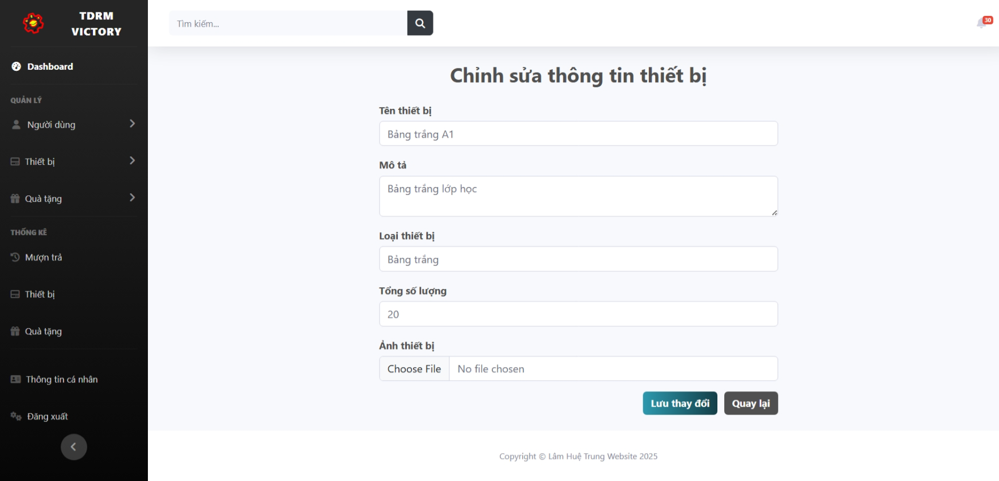 TDRM
VICTORY
Dashboard
QUẢN LÝ
Người dùng
Thiết bị
Quà tặng
THỐNG KÊ
Mượn trả
Thiết bị
Quà tặng
Thông tin cá nhân
Đăng xuất
Tìm kiếm...
30
Chỉnh sửa thông tin thiết bị
Tên thiết bị
Bảng trắng A1
Mô tả
Bảng trắng lớp học
Loại thiết bị
Bảng trắng
Tổng số lượng
20
Ảnh thiết bị
Choose File No file chosen
Lưu thay đổi Quay lại
Copyright © Lâm Huệ Trung Website 2025